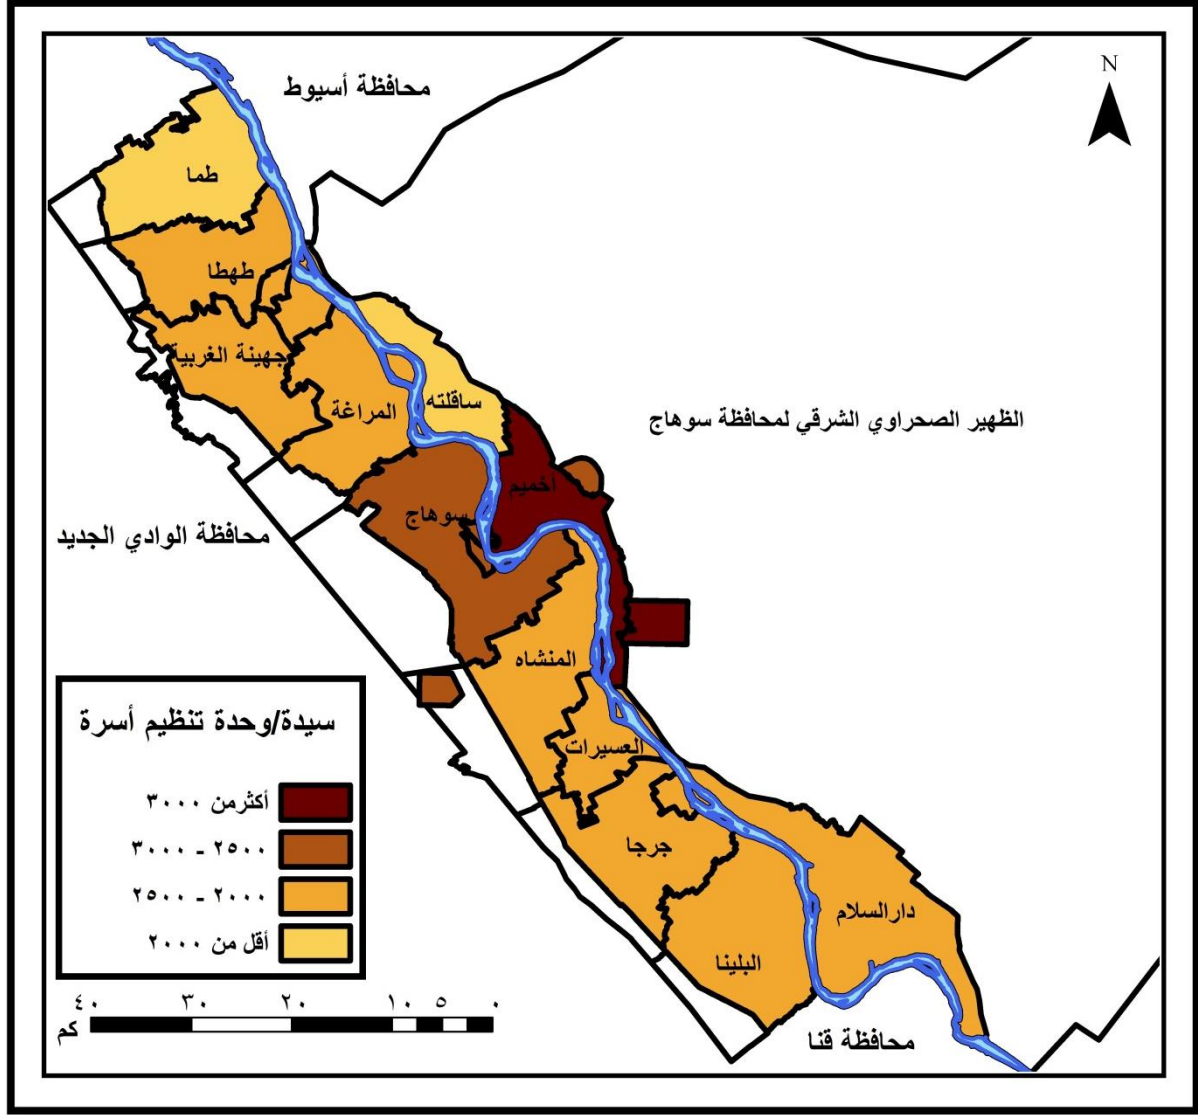 N
محافظة أسيوط
طما
طهطا
جهينة الغربية
المراغة
ساقلته
الظهير الصحراوي الشرقي لمحافظة سوهاج
أخميم
سوهاج
محافظة الوادي الجديد
المنشاه
العسيرات
جرجا
دارالسلام
البلينا
محافظة قنا
سيدة/وحدة تنظيم أسرة
أكثرمن ٣٠٠٠
٢٥٠٠ - ٣٠٠٠
٢٠٠٠ - ٢٥٠٠
أقل من ٢٠٠٠
٤٠ ٣٠ ٢٠ ١٠ ٥ ٠
كم